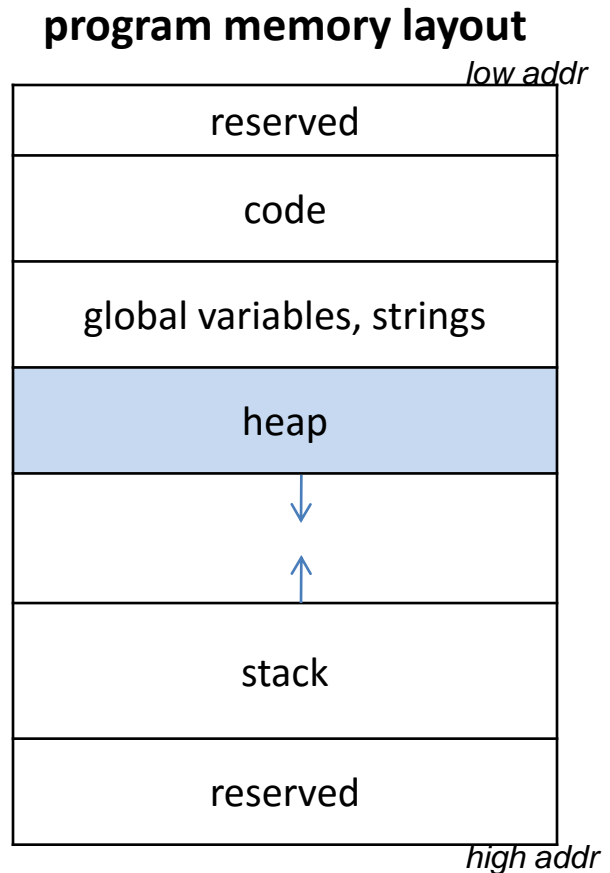 program memory layout
low addr
reserved
code
global variables, strings
heap
stack
reserved
high addr